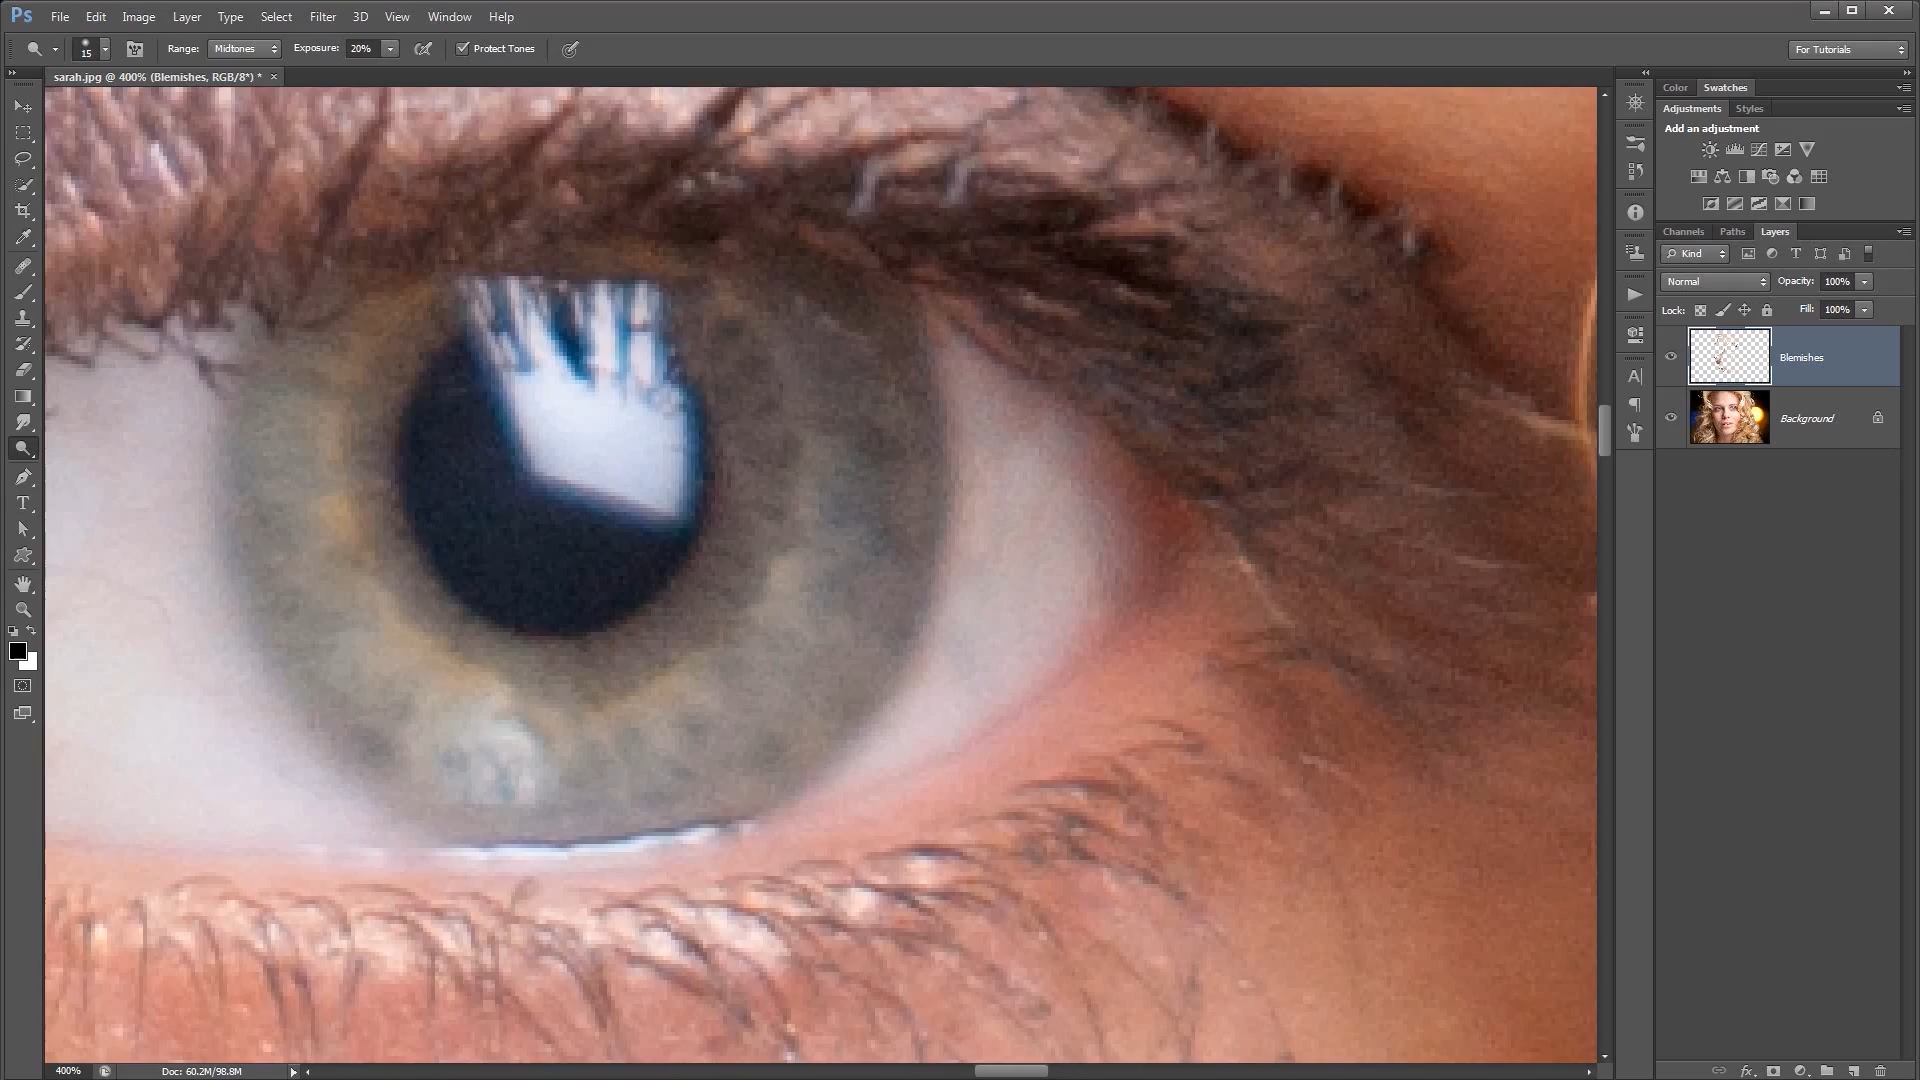 Ps File Edit Image Layer Type Select Filter 3D View Window Help
15 Range: Midtones Exposure: 20% Protect Tones For Tutorials
sarah.jpg @ 400% (Blemishes, RGB/8*) * ×
Color Swatches
Adjustments Styles
Add an adjustment
Channels Paths Layers
Kind
Normal Opacity: 100%
Lock: Fill: 100%
Blemishes
Background
400% Doc: 60.2M/98.8M